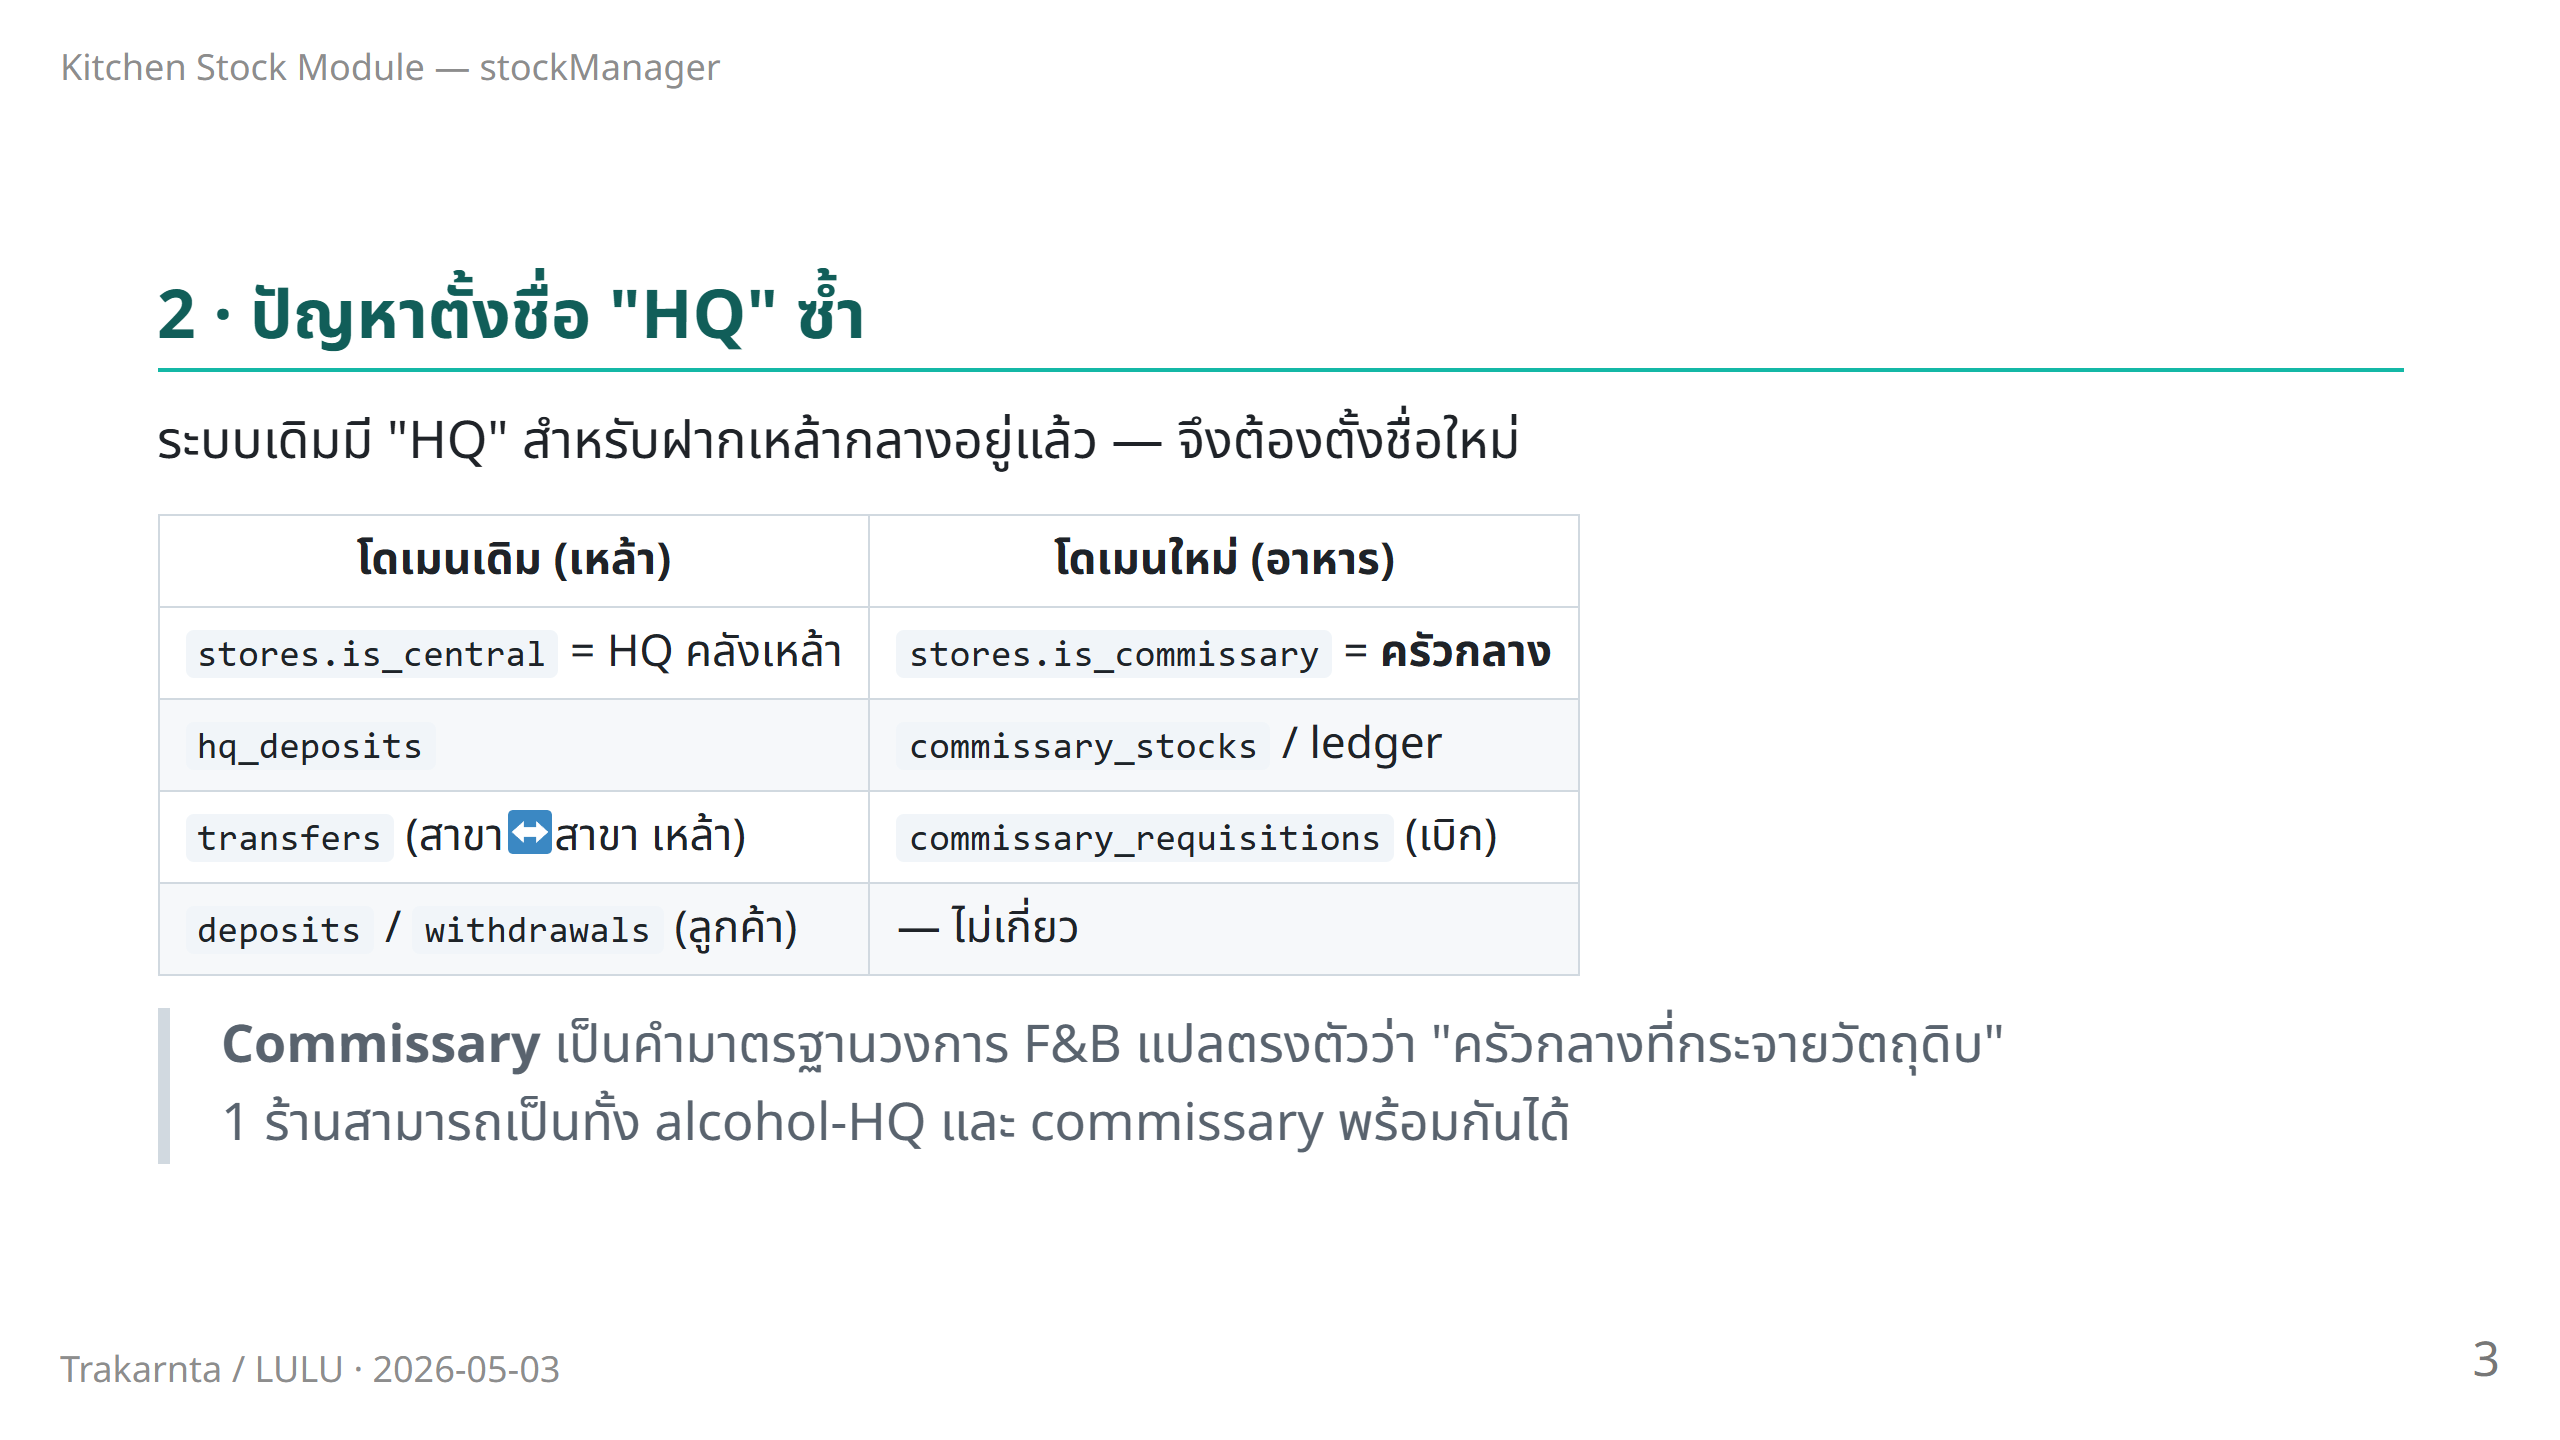 Kitchen Stock Module — stockManager
2 · ปัญหาตั้งชื่อ "HQ" ซ้ำ
ระบบเดิมมี "HQ" สำหรับฝากเหล้ากลางอยู่แล้ว — จึงต้องตั้งชื่อใหม่
โดเมนเดิม (เหล้า) โดเมนใหม่ (อาหาร)
stores.is_central = HQ คลังเหล้า stores.is_commissary = ครัวกลาง
hq_deposits commissary_stocks / ledger
transfers (สาขา↔️สาขา เหล้า) commissary_requisitions (เบิก)
deposits / withdrawals (ลูกค้า) — ไม่เกี่ยว
Commissary เป็นคำมาตรฐานวงการ F&B แปลตรงตัวว่า "ครัวกลางที่กระจายวัตถุดิบ"
1 ร้านสามารถเป็นทั้ง alcohol-HQ และ commissary พร้อมกันได้
Trakarnta / LULU · 2026-05-03
3